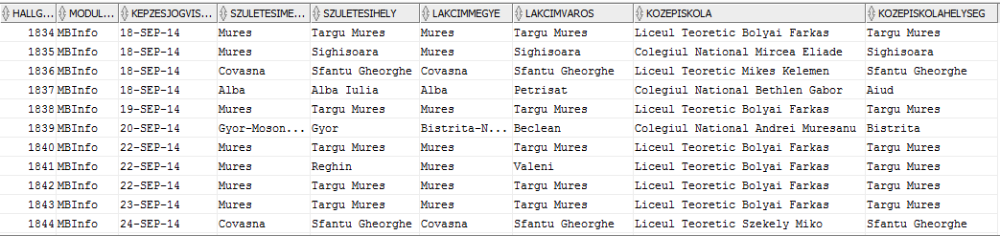 HALLG... MODUL... KEPZESJOGVIS... SZULETESIME... SZULETESIHELY LAKCIMMEGYE LAKCIMVAROS KOZEPISKOLA KOZEPISKOLAHELYSEG
1834 MBInfo 18-SEP-14 Mures Targu Mures Mures Targu Mures Liceul Teoretic Bolyai Farkas Targu Mures
1835 MBInfo 18-SEP-14 Mures Sighisoara Mures Sighisoara Colegiul National Mircea Eliade Sighisoara
1836 MBInfo 18-SEP-14 Covasna Sfantu Gheorghe Covasna Sfantu Gheorghe Liceul Teoretic Mikes Kelemen Sfantu Gheorghe
1837 MBInfo 18-SEP-14 Alba Alba Iulia Alba Petrisat Colegiul National Bethlen Gabor Aiud
1838 MBInfo 19-SEP-14 Mures Targu Mures Mures Targu Mures Liceul Teoretic Bolyai Farkas Targu Mures
1839 MBInfo 20-SEP-14 Gyor-Moson... Gyor Bistrita-N... Beclean Colegiul National Andrei Muresanu Bistrita
1840 MBInfo 22-SEP-14 Mures Targu Mures Mures Targu Mures Liceul Teoretic Bolyai Farkas Targu Mures
1841 MBInfo 22-SEP-14 Mures Reghin Mures Valeni Liceul Teoretic Bolyai Farkas Targu Mures
1842 MBInfo 22-SEP-14 Mures Targu Mures Mures Targu Mures Liceul Teoretic Bolyai Farkas Targu Mures
1843 MBInfo 23-SEP-14 Mures Targu Mures Mures Targu Mures Liceul Teoretic Bolyai Farkas Targu Mures
1844 MBInfo 24-SEP-14 Covasna Sfantu Gheorghe Covasna Sfantu Gheorghe Liceul Teoretic Szekely Miko Sfantu Gheorghe